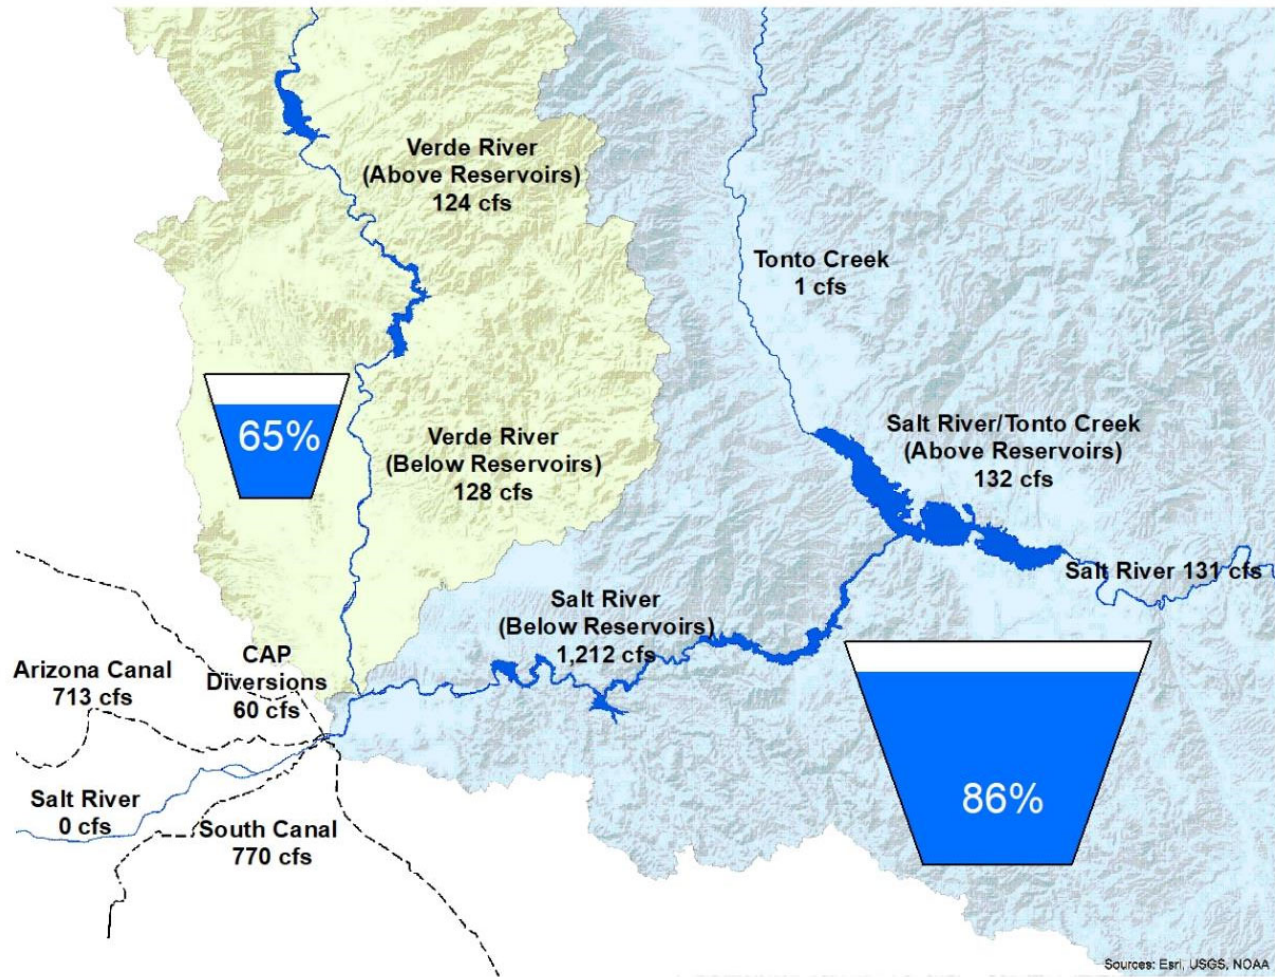 Verde River
(Above Reservoirs)
124 cfs
Tonto Creek
1 cfs
65%
Verde River
(Below Reservoirs)
128 cfs
Salt River/Tonto Creek
(Above Reservoirs)
132 cfs
Salt River 131 cfs
Salt River
(Below Reservoirs)
1,212 cfs
CAP
Diversions
60 cfs
Arizona Canal
713 cfs
Salt River
0 cfs
South Canal
770 cfs
86%
Sources: Esri, USGS, NOAA